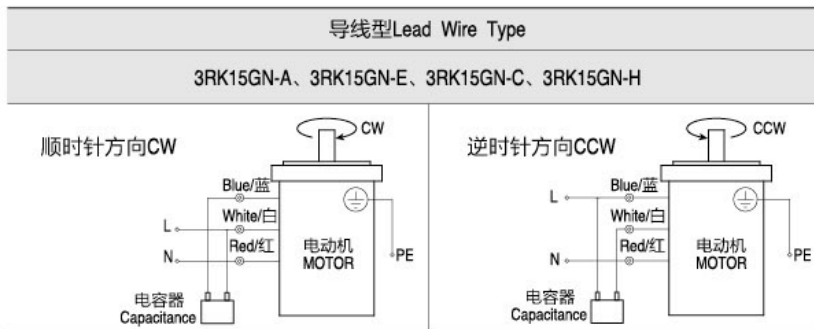 导线型Lead Wire Type
3RK15GN-A、3RK15GN-E、3RK15GN-C、3RK15GN-H
顺时针方向CW
CW
Blue/蓝
White/白
L
Red/红
N
电动机
MOTOR
PE
电容器
Capacitance
逆时针方向CCW
CCW
Blue/蓝
L
White/白
Red/红
N
电动机
MOTOR
PE
电容器
Capacitance